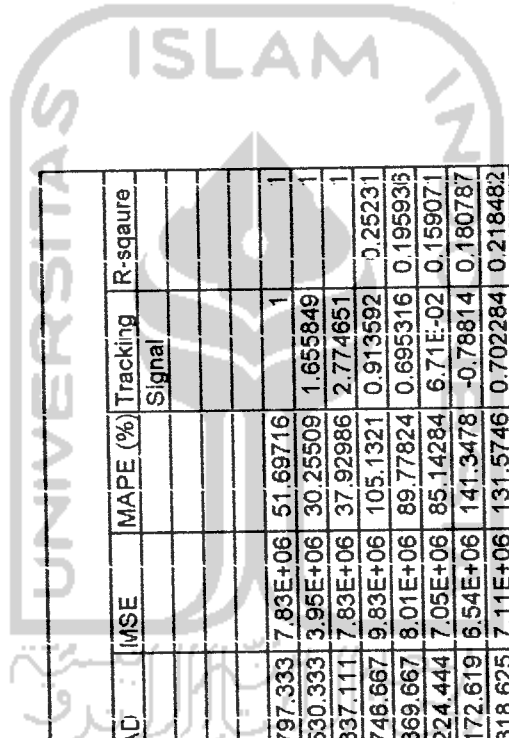 ISLAM
UNIVERSITAS
AD MSE MAPE (%) Tracking Signal R-sqaure
797.333 7.83E+06 51.69716 1 1
630.333 3.95E+06 30.25509 1.655849 1
337.111 7.83E+06 37.92986 2.774651 1
746.667 9.83E+06 105.1321 0.913592 0.25231
369.667 8.01E+06 89.77824 0.695316 0.195936
224.444 7.05E+06 85.14284 6.71E-02 0.159071
172.619 6.54E+06 141.3478 -0.78814 0.180787
318.625 7.11E+06 131.5746 0.702284 0.218482